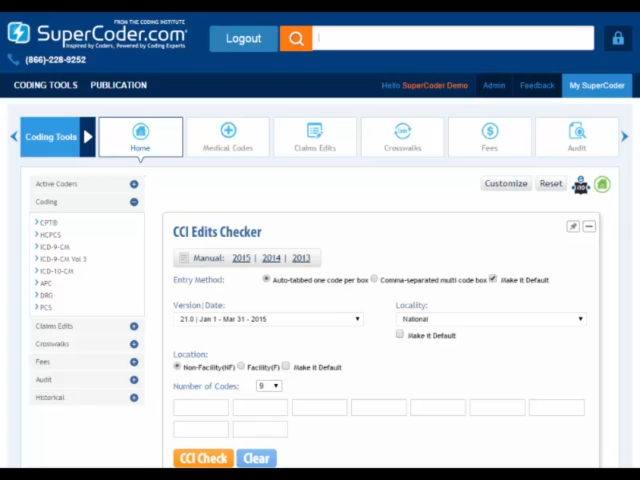 FROM THE CODING INSTITUTE
SuperCoder.com
Inspired by Coders, Powered by Coding Experts
(866)-228-9252
Logout
CODING TOOLS PUBLICATION
Hello SuperCoder Demo Admin Feedback My SuperCoder
Coding Tools
Home
Medical Codes
Claims Edits
Crosswalks
Fees
Audit
Customize Reset
Active Coders
Coding
CPT®
HCPCS
ICD-9-CM
ICD-9-CM Vol 3
ICD-10-CM
APC
DRG
PCS
Claims Edits
Crosswalks
Fees
Audit
Historical
CCI Edits Checker
Manual: 2015 | 2014 | 2013
Entry Method: Auto-tabbed one code per box Comma-separated multi code box Make it Default
Version|Date: Locality:
21.0 | Jan 1 - Mar 31 - 2015 National
Make it Default
Location:
Non-Facility(NF) Facility(F) Make it Default
Number of Codes: 9
CCI Check Clear